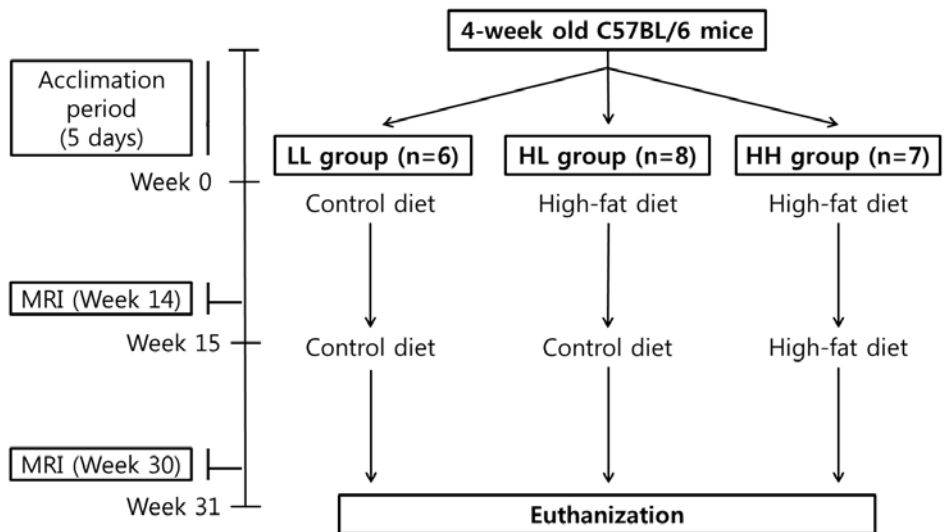 4-week old C57BL/6 mice
Acclimation
period
(5 days)
LL group (n=6)
HL group (n=8)
HH group (n=7)
Week 0
Control diet
High-fat diet
High-fat diet
MRI (Week 14)
Week 15
Control diet
Control diet
High-fat diet
MRI (Week 30)
Week 31
Euthanization